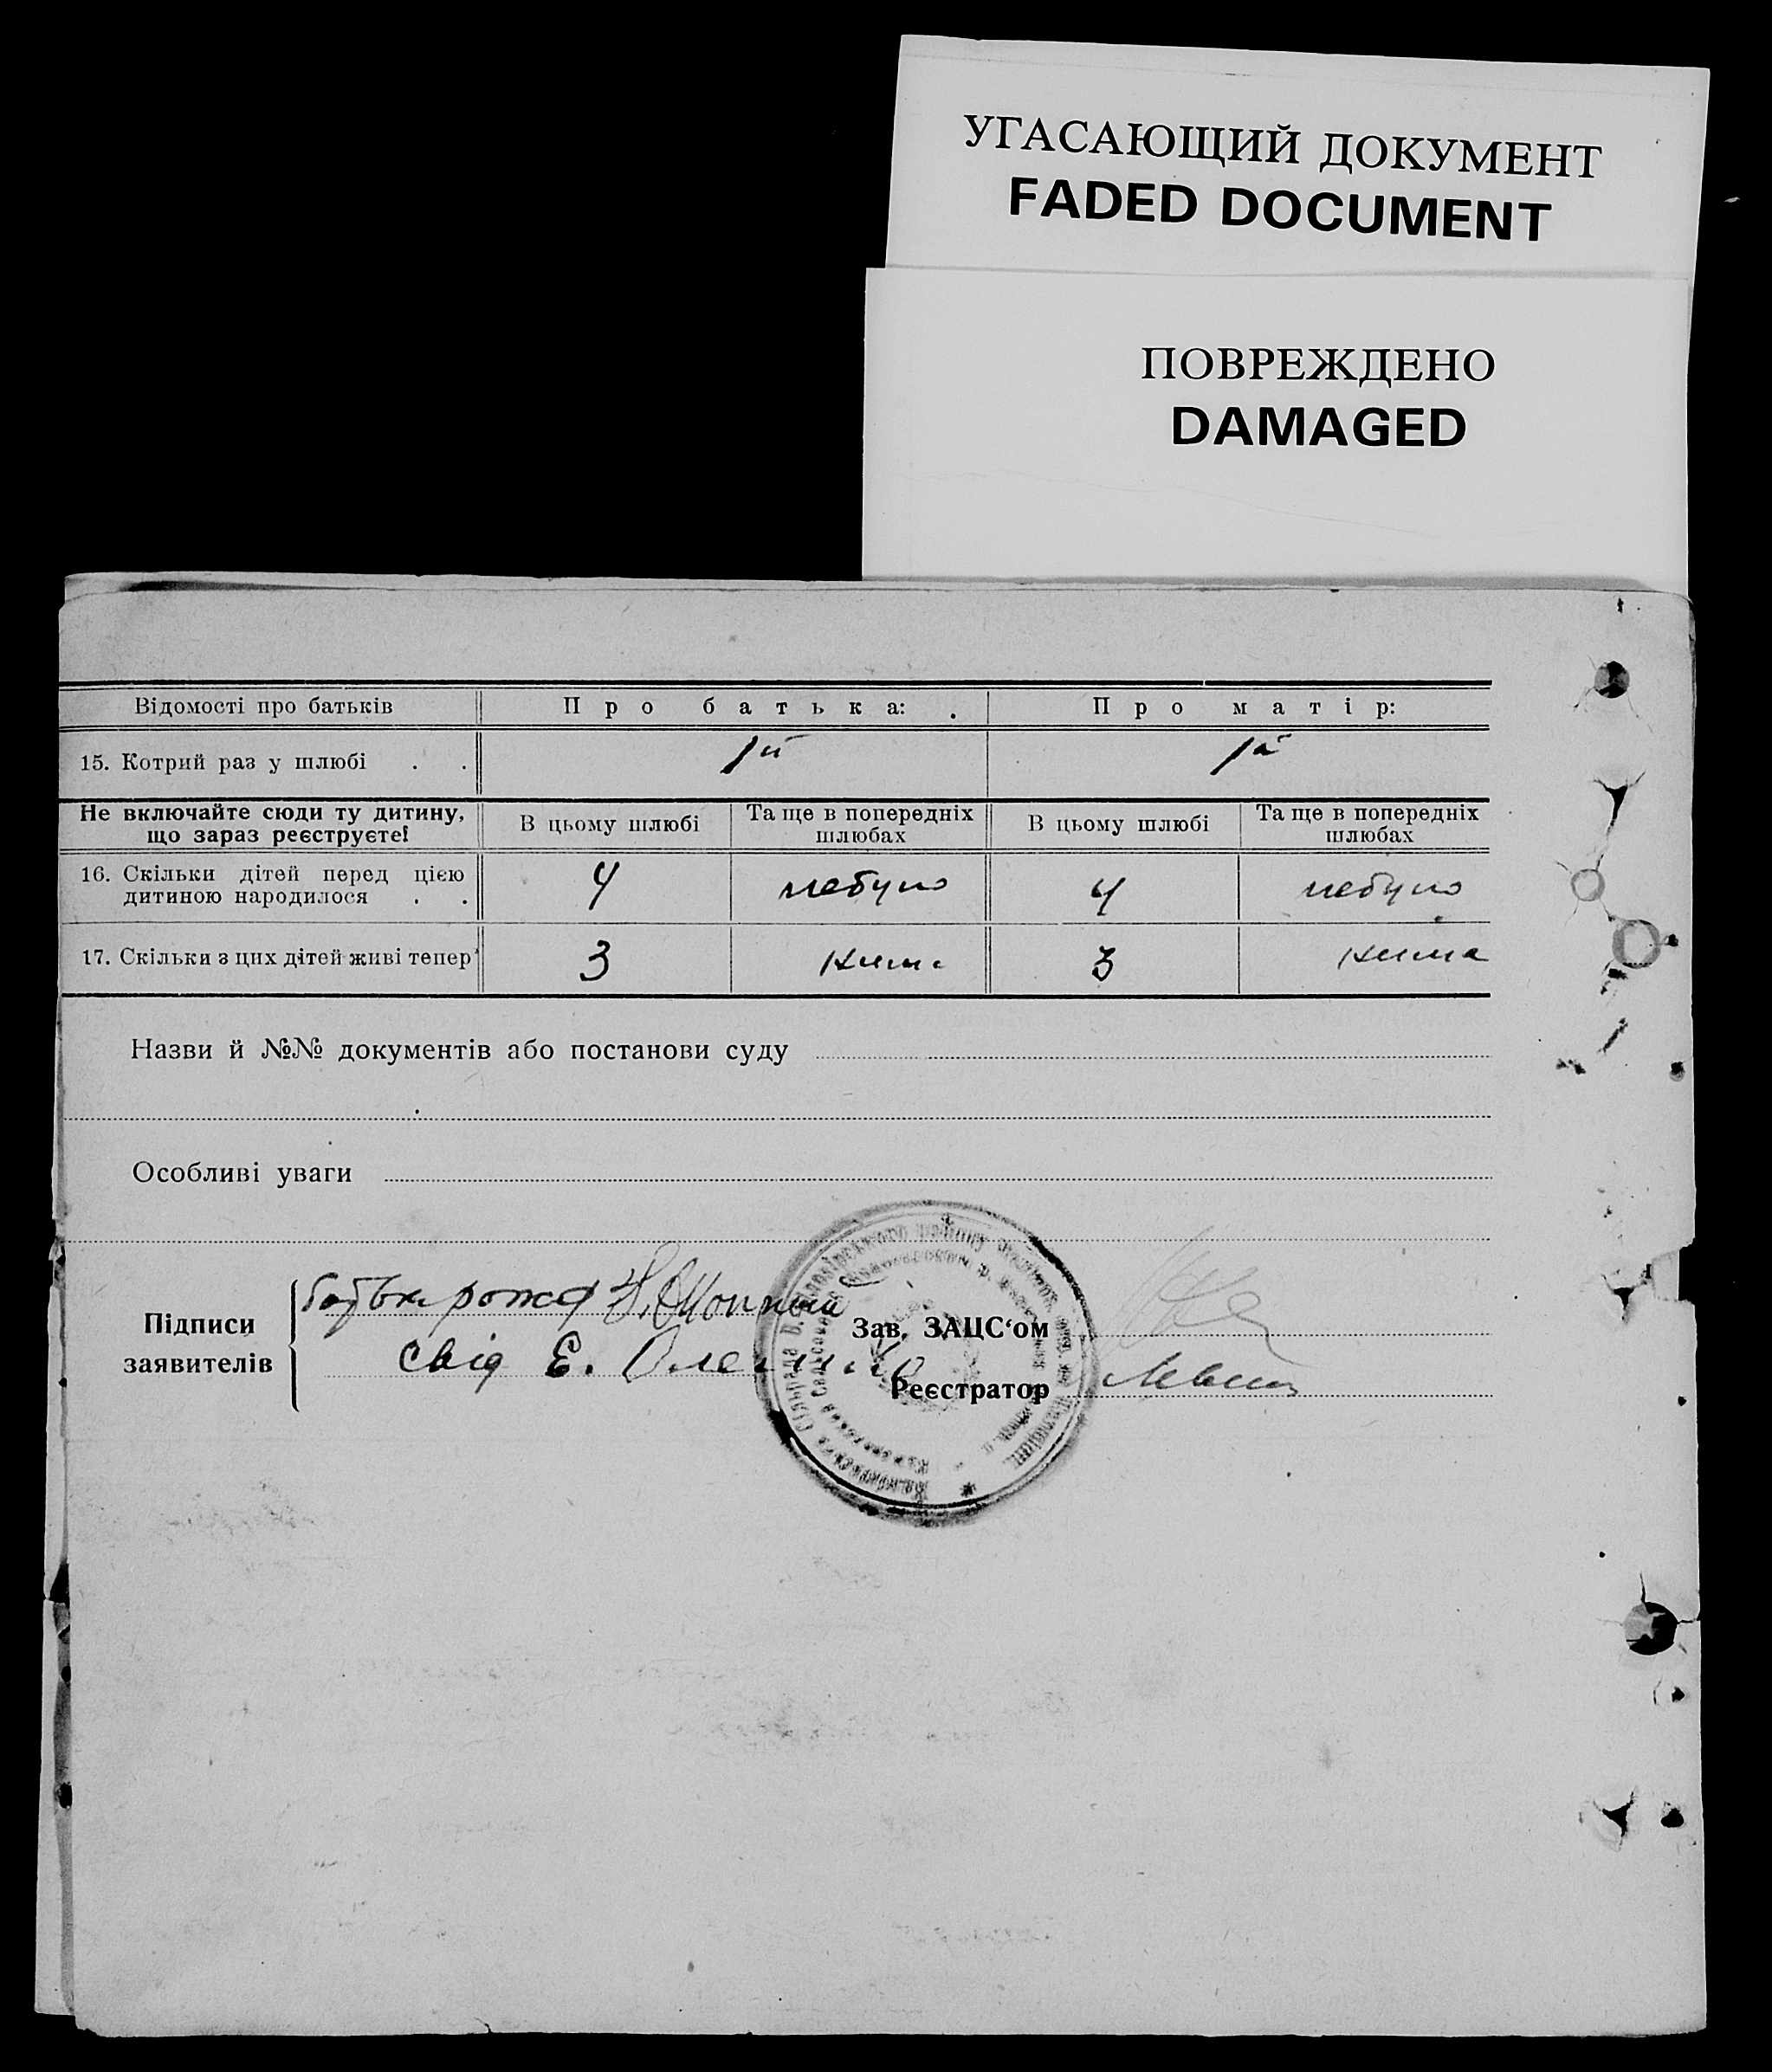 УГАСАЮЩИЙ ДОКУМЕНТ
FADED DOCUMENT
ПОВРЕЖДЕНО
DAMAGED
Відомості про батьків Про батька: Про матір:
15. Котрий раз у шлюбі . . 1й 1й
Не включайте сюди ту дитину, що зараз реєструєте! В цьому шлюбі Та ще в попередніх шлюбах В цьому шлюбі Та ще в попередніх шлюбах
16. Скільки дітей перед цією дитиною народилося . . 4 небуло 4 небуло
17. Скільки з цих дітей живі тепер 3 нима 3 нима
Назви й №№ документів або постанови суду
Особливі уваги
Підписи заявителів
свід Е.
Зав. ЗАЦС‘ом
Реєстратор